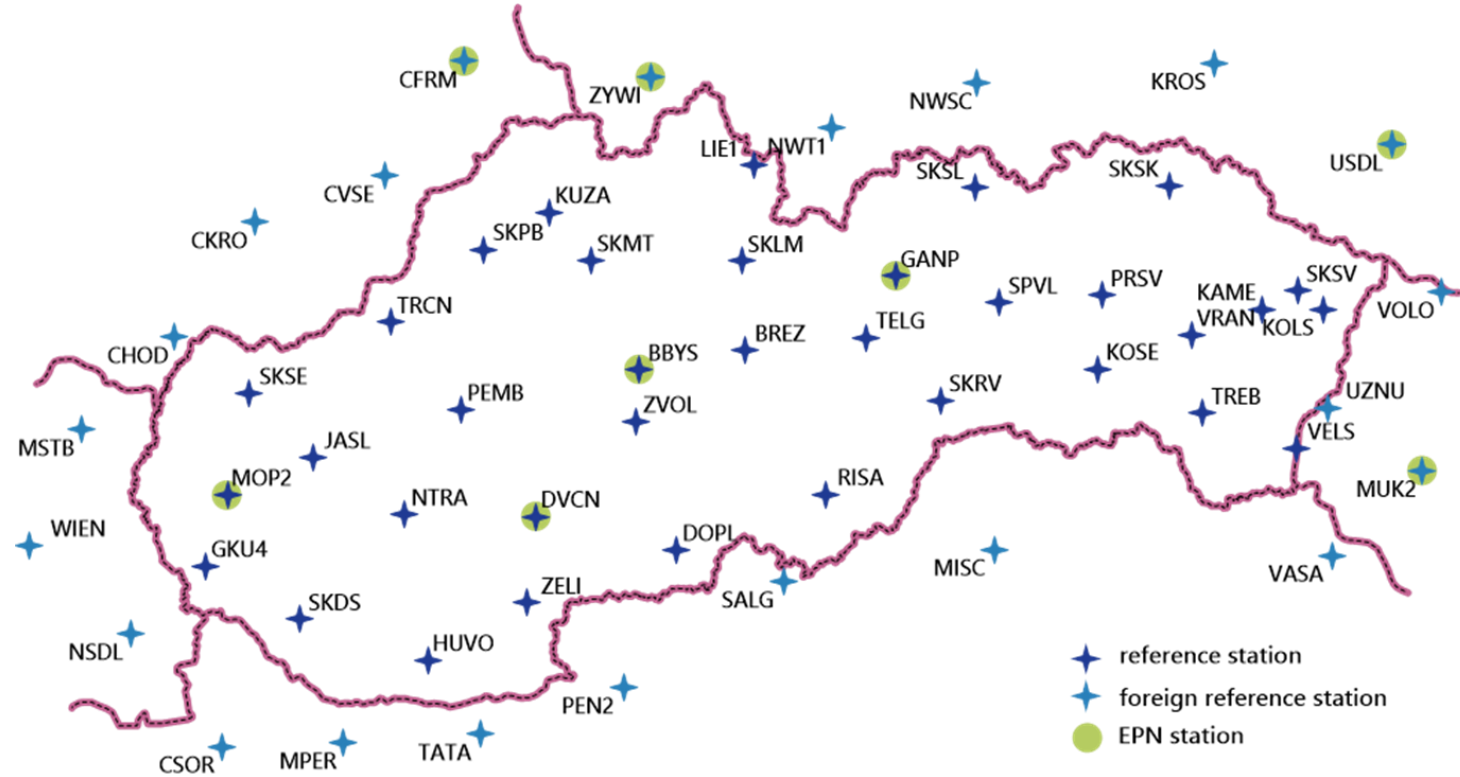 CFRM
ZYWI
NWSC
KROS
LIE1
NWT1
USDL
CVSE
SKSL
SKSK
CKRO
KUZA
SKPB
SKMT
SKLM
GANP
TRCN
SPVL
PRSV
KAME
SKSV
VOLO
CHOD
VRAN
KOLS
TELG
BREZ
BBYS
KOSE
SKSE
PEMB
ZVOL
SKRV
TREB
UZNU
MSTB
JASL
VELS
MOP2
NTRA
DVCN
RISA
MUK2
WIEN
GKU4
DOPL
MISC
VASA
SKDS
ZELI
SALG
NSDL
HUVO
reference station
PEN2
foreign reference station
CSOR
MPER
TATA
EPN station